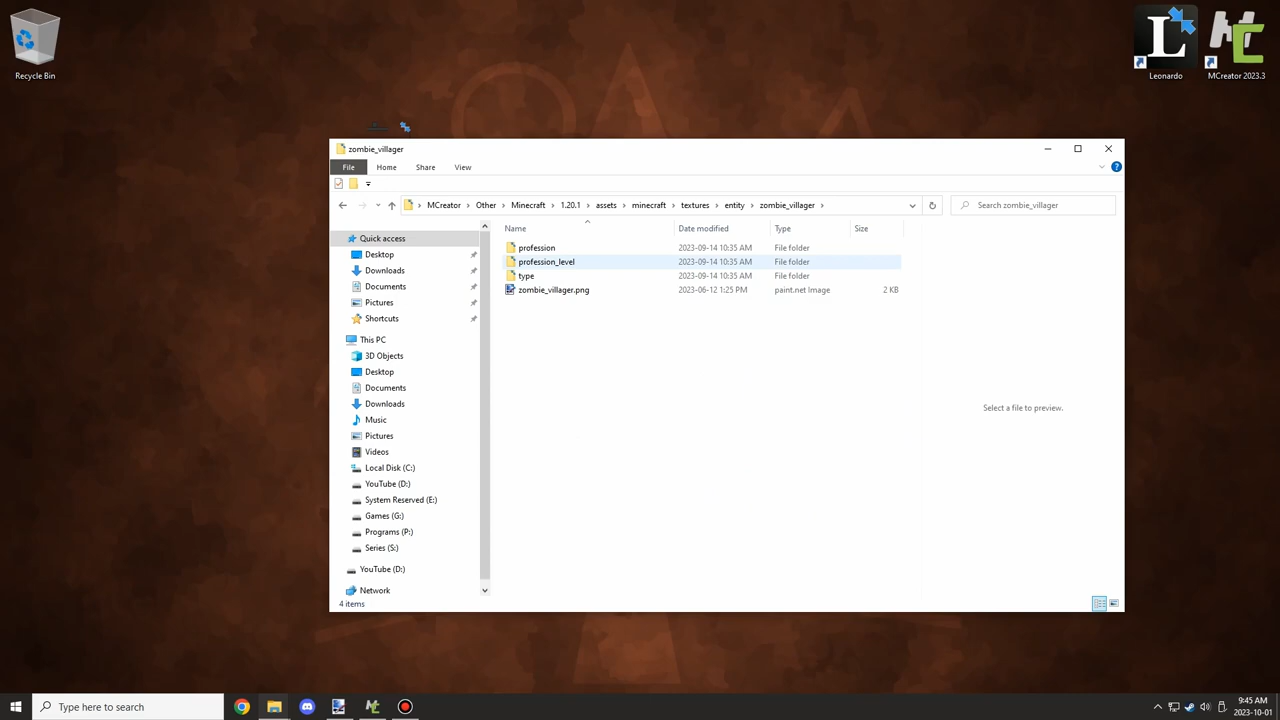 Recycle Bin
Leonardo
MCreator 2023.3
zombie_villager
File Home Share View
MCreator Other Minecraft 1.20.1 assets minecraft textures entity zombie_villager
Search zombie_villager
Name Date modified Type Size
Quick access
Desktop
Downloads
Documents
Pictures
Shortcuts
This PC
3D Objects
Desktop
Documents
Downloads
Music
Pictures
Videos
Local Disk (C:)
YouTube (D:)
System Reserved (E:)
Games (G:)
Programs (P:)
Series (S:)
YouTube (D:)
Network
profession 2023-09-14 10:35 AM File folder
profession_level 2023-09-14 10:35 AM File folder
type 2023-09-14 10:35 AM File folder
zombie_villager.png 2023-06-12 1:25 PM paint.net Image 2 KB
Select a file to preview.
4 items
Type here to search
9:45 AM
2023-10-01